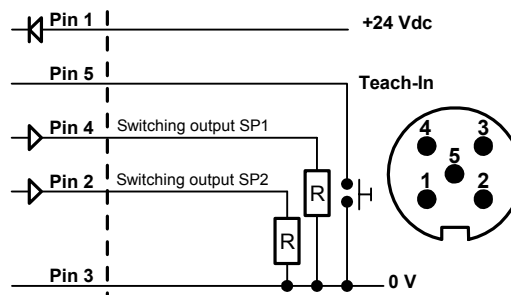 Pin 1 +24 Vdc
Pin 5 Teach-In
Pin 4 Switching output SP1
Pin 2 Switching output SP2
R
R
Pin 3 0 V
4 3
5
1 2